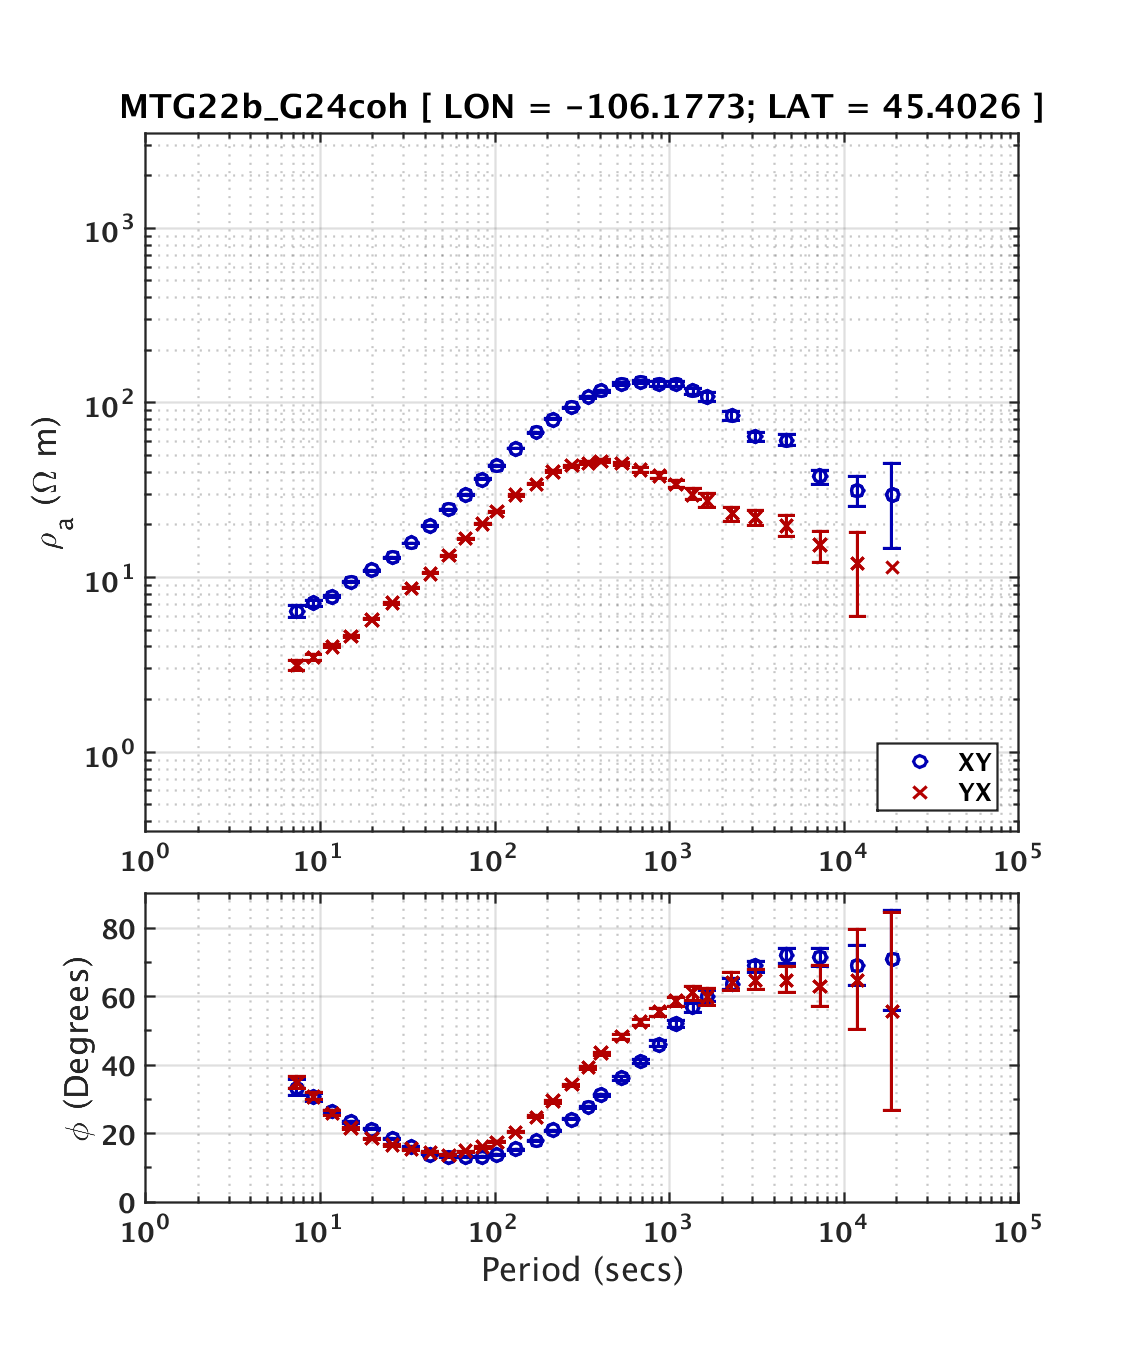 MTG22b_G24coh [ LON = -106.1773; LAT = 45.4026 ]
ρa (Ω m)
10³
10²
10¹
10⁰
XY
YX
10⁰ 10¹ 10² 10³ 10⁴ 10⁵
ϕ (Degrees)
80
60
40
20
0
10⁰ 10¹ 10² 10³ 10⁴ 10⁵
Period (secs)